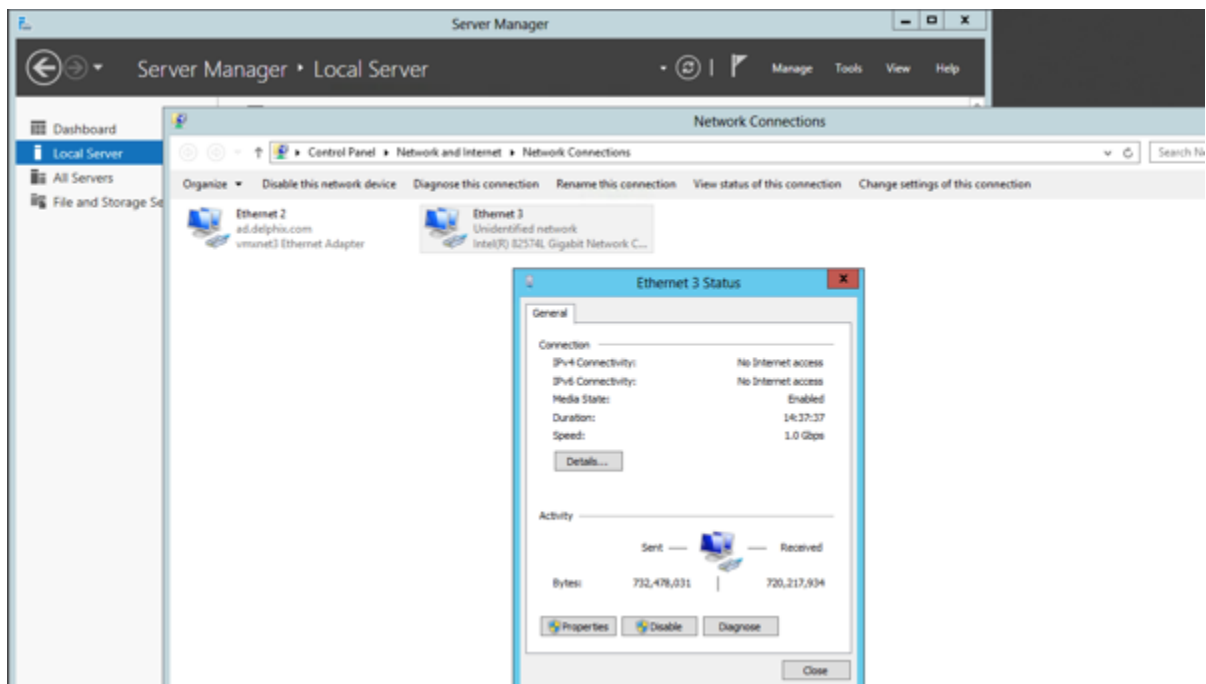 Server Manager
Server Manager • Local Server
Manage Tools View Help
Dashboard
Local Server
All Servers
File and Storage Se
Network Connections
Control Panel Network and Internet Network Connections
Search Ne
Organize Disable this network device Diagnose this connection Rename this connection View status of this connection Change settings of this connection
Ethernet 2
ad.delphix.com
vmxnet3 Ethernet Adapter
Ethernet 3
Unidentified network
Intel(R) 82574L Gigabit Network C...
Ethernet 3 Status
General
Connection
IPv4 Connectivity: No Internet access
IPv6 Connectivity: No Internet access
Media State: Enabled
Duration: 14:37:37
Speed: 1.0 Gbps
Details...
Activity
Sent — — Received
Bytes: 732,478,031 | 720,217,934
Properties Disable Diagnose
Close